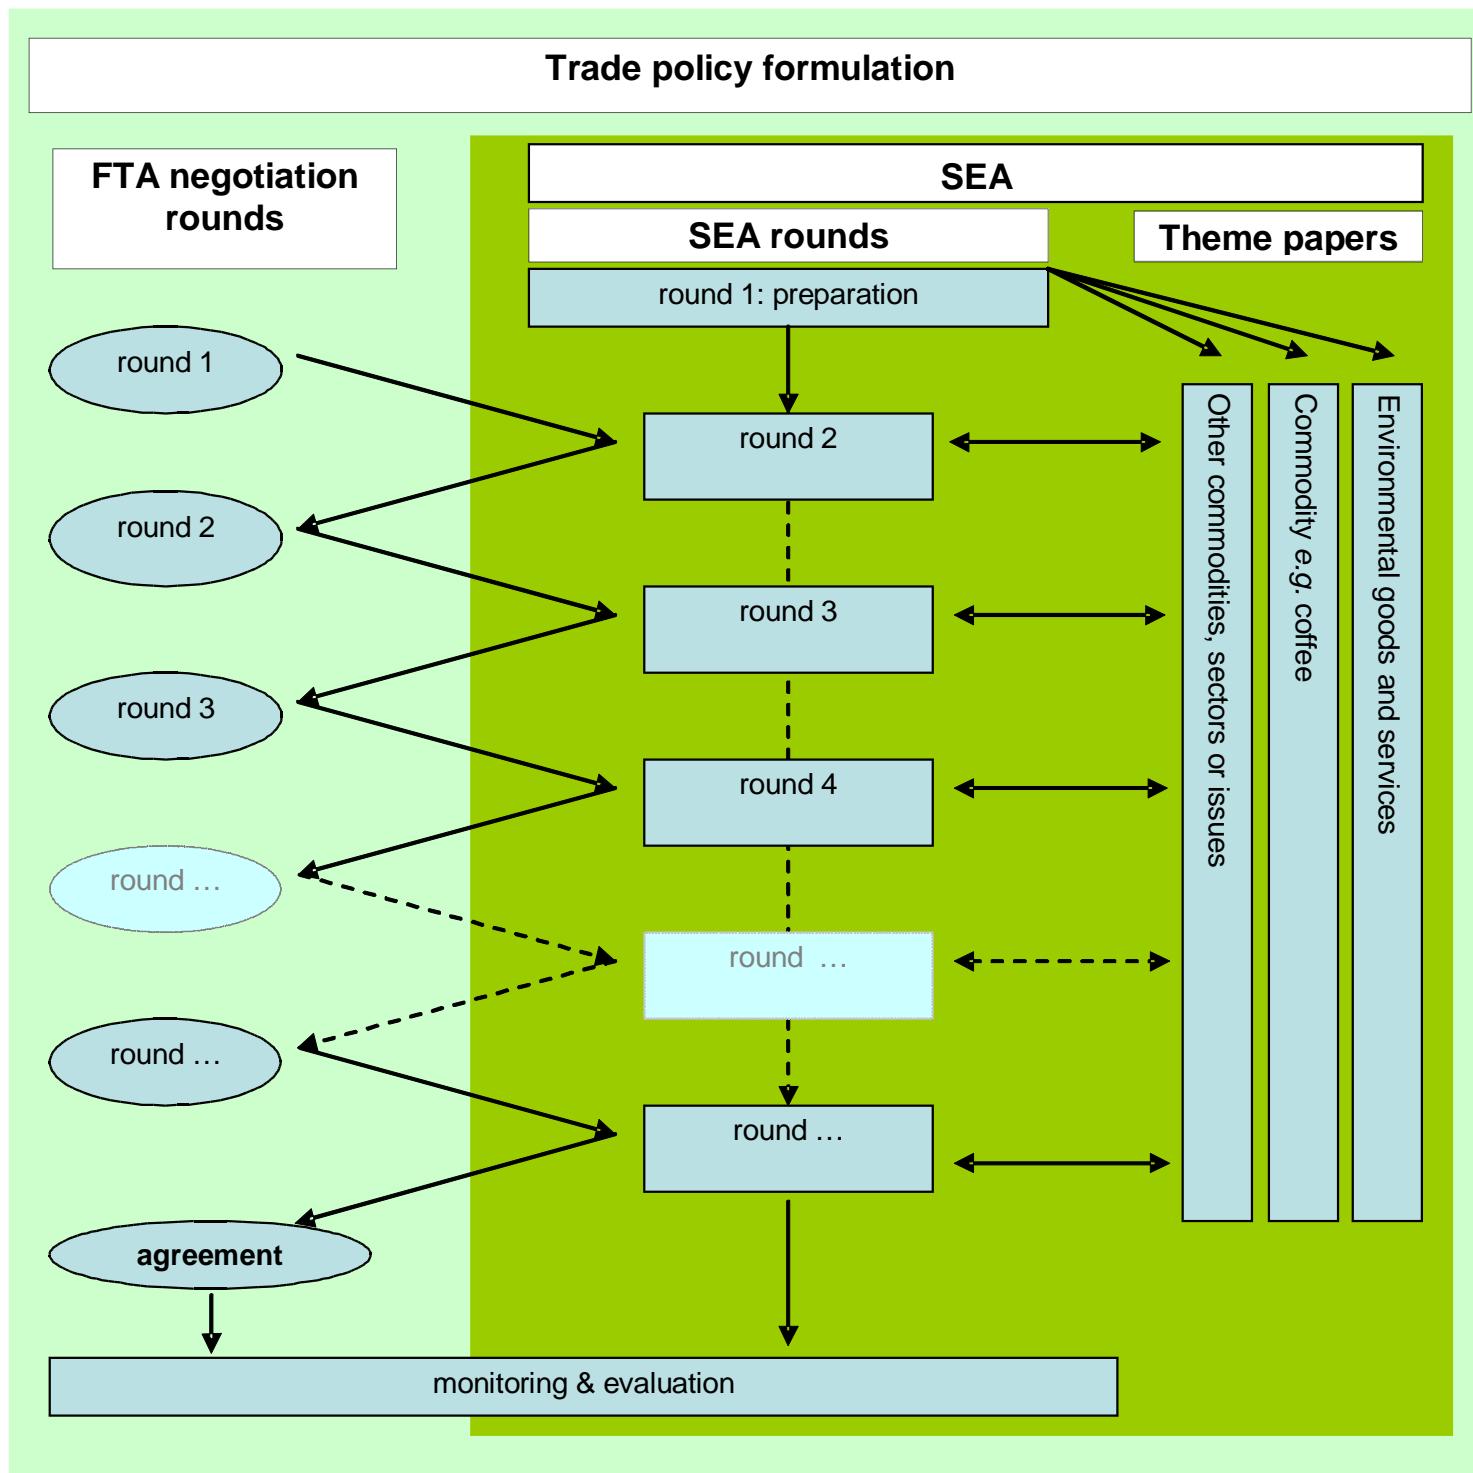 Trade policy formulation
FTA negotiation
rounds
SEA
SEA rounds
Theme papers
round 1: preparation
round 1
round 2
round 2
round 3
round 3
round 4
round …
round …
round …
round …
agreement
monitoring & evaluation
Other commodities, sectors or issues
Commodity e.g. coffee
Environmental goods and services